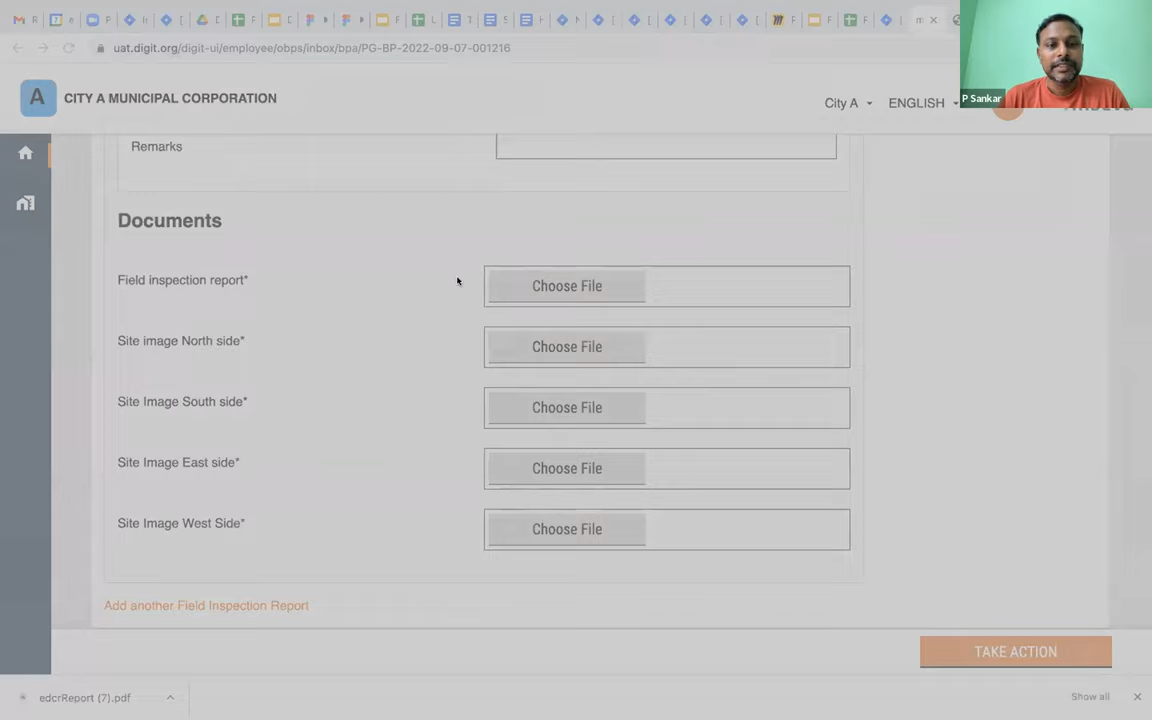 uat.digit.org/digit-ui/employee/obps/inbox/bpa/PG-BP-2022-09-07-001216
A
CITY A MUNICIPAL CORPORATION
City A
ENGLISH
P Sankar
Remarks
Documents
Field inspection report*
Choose File
Site image North side*
Choose File
Site Image South side*
Choose File
Site Image East side*
Choose File
Site Image West Side*
Choose File
Add another Field Inspection Report
TAKE ACTION
edcrReport (7).pdf
Show all